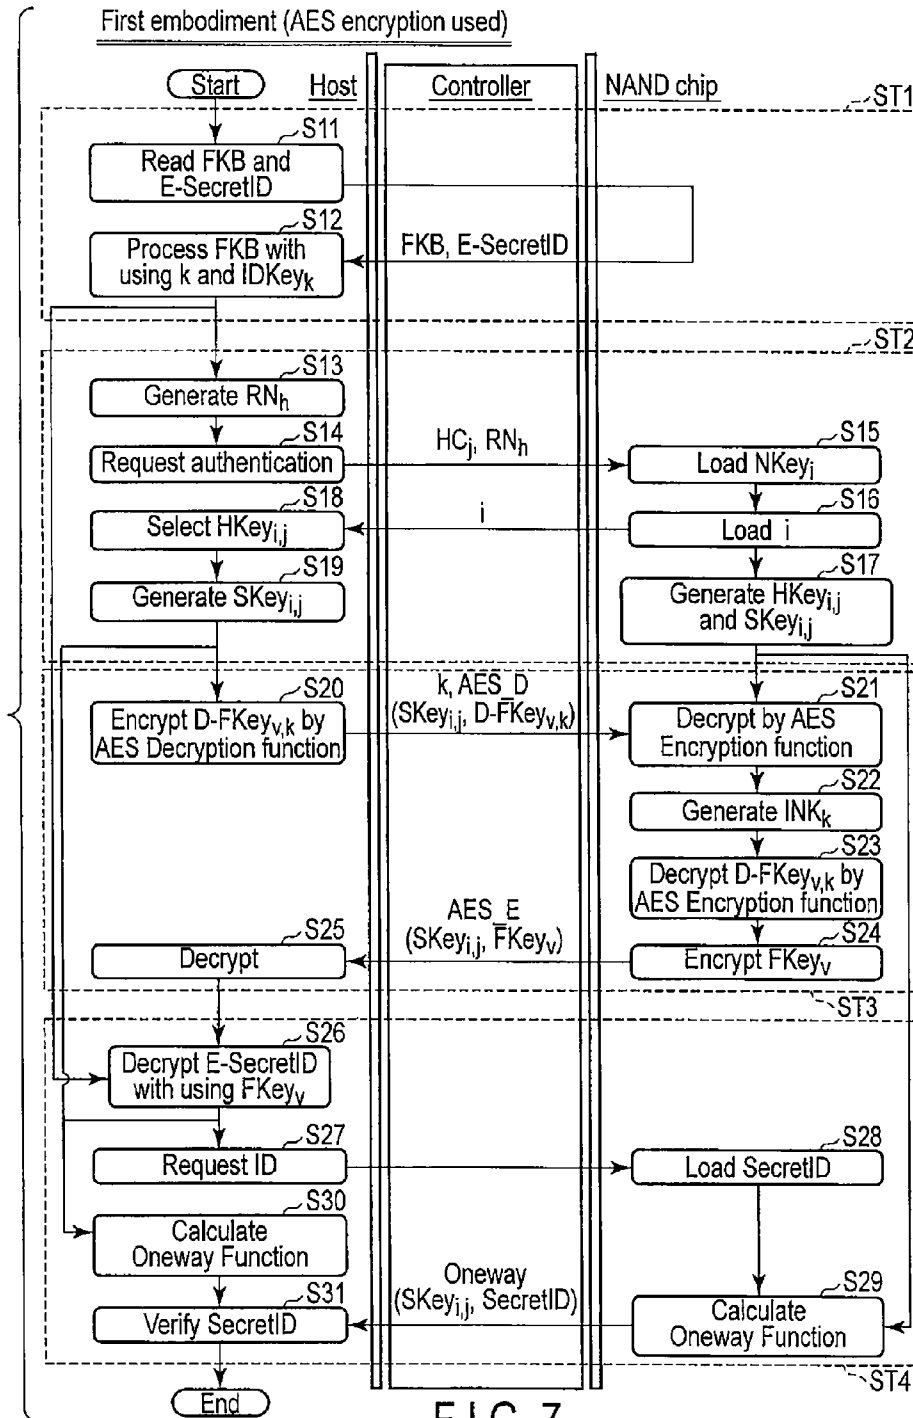 First embodiment (AES encryption used)
Start
Host
Controller
NAND chip
ST1
S11
Read FKB and
E-SecretID
S12
Process FKB with
using k and IDKeyk
FKB, E-SecretID
ST2
S13
Generate RNh
S14
Request authentication
HCj, RNh
S15
Load NKeyi
S18
Select HKeyi,j
i
S16
Load i
S19
Generate SKeyi,j
S17
Generate HKeyi,j
and SKeyi,j
S20
Encrypt D-FKeyv,k by
AES Decryption function
k, AES_D
(SKeyi,j, D-FKeyv,k)
S21
Decrypt by AES
Encryption function
S22
Generate INKk
S23
Decrypt D-FKeyv,k by
AES Encryption function
AES_E
(SKeyi,j, FKeyv)
S25
Decrypt
S24
Encrypt FKeyv
ST3
S26
Decrypt E-SecretID
with using FKeyv
S27
Request ID
S28
Load SecretID
S30
Calculate
Oneway Function
Oneway
(SKeyi,j, SecretID)
S29
Calculate
Oneway Function
S31
Verify SecretID
ST4
End
FIG. 7